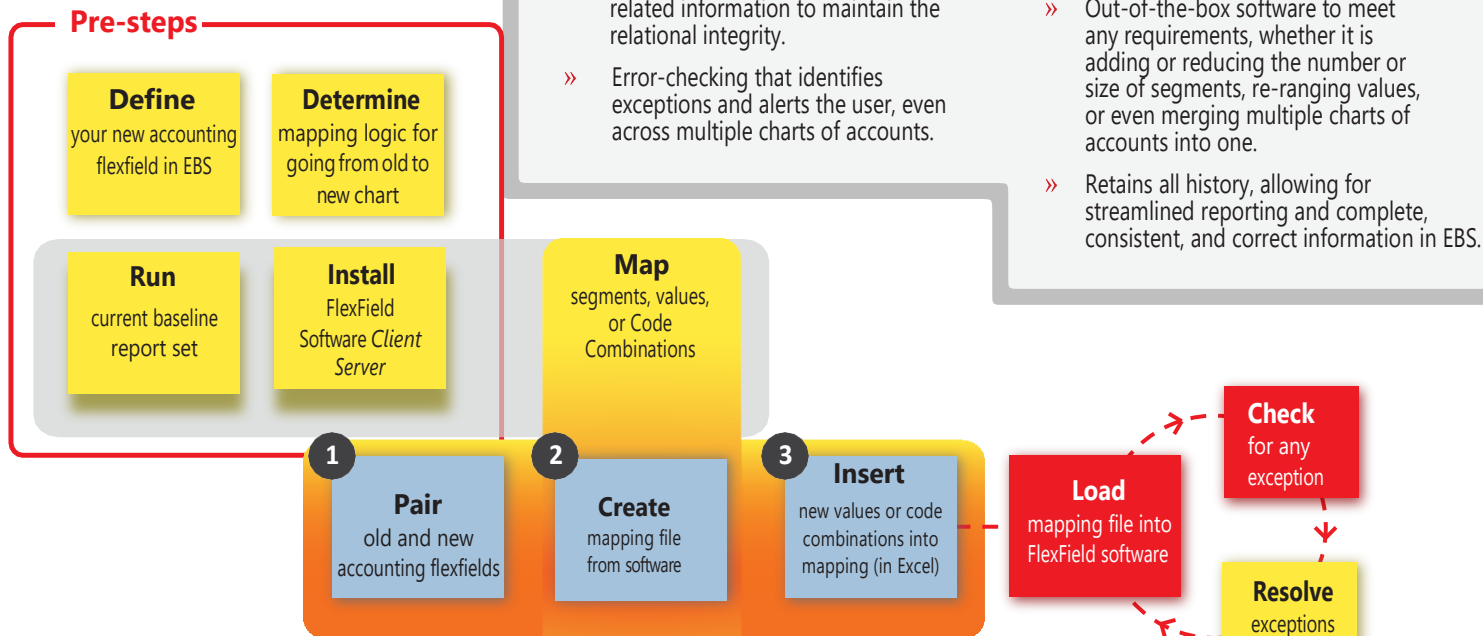 related information to maintain the
relational integrity.
» Error-checking that identifies
exceptions and alerts the user, even
across multiple charts of accounts.
» Out-of-the-box software to meet
any requirements, whether it is
adding or reducing the number or
size of segments, re-ranging values,
or even merging multiple charts of
accounts into one.
» Retains all history, allowing for
streamlined reporting and complete,
consistent, and correct information in EBS.
Pre-steps
Define
your new accounting
flexfield in EBS
Determine
mapping logic for
going from old to
new chart
Run
current baseline
report set
Install
FlexField
Software Client
Server
Map
segments, values,
or Code
Combinations
1
Pair
old and new
accounting flexfields
2
Create
mapping file
from software
3
Insert
new values or code
combinations into
mapping (in Excel)
Load
mapping file into
FlexField software
Check
for any
exception
Resolve
exceptions